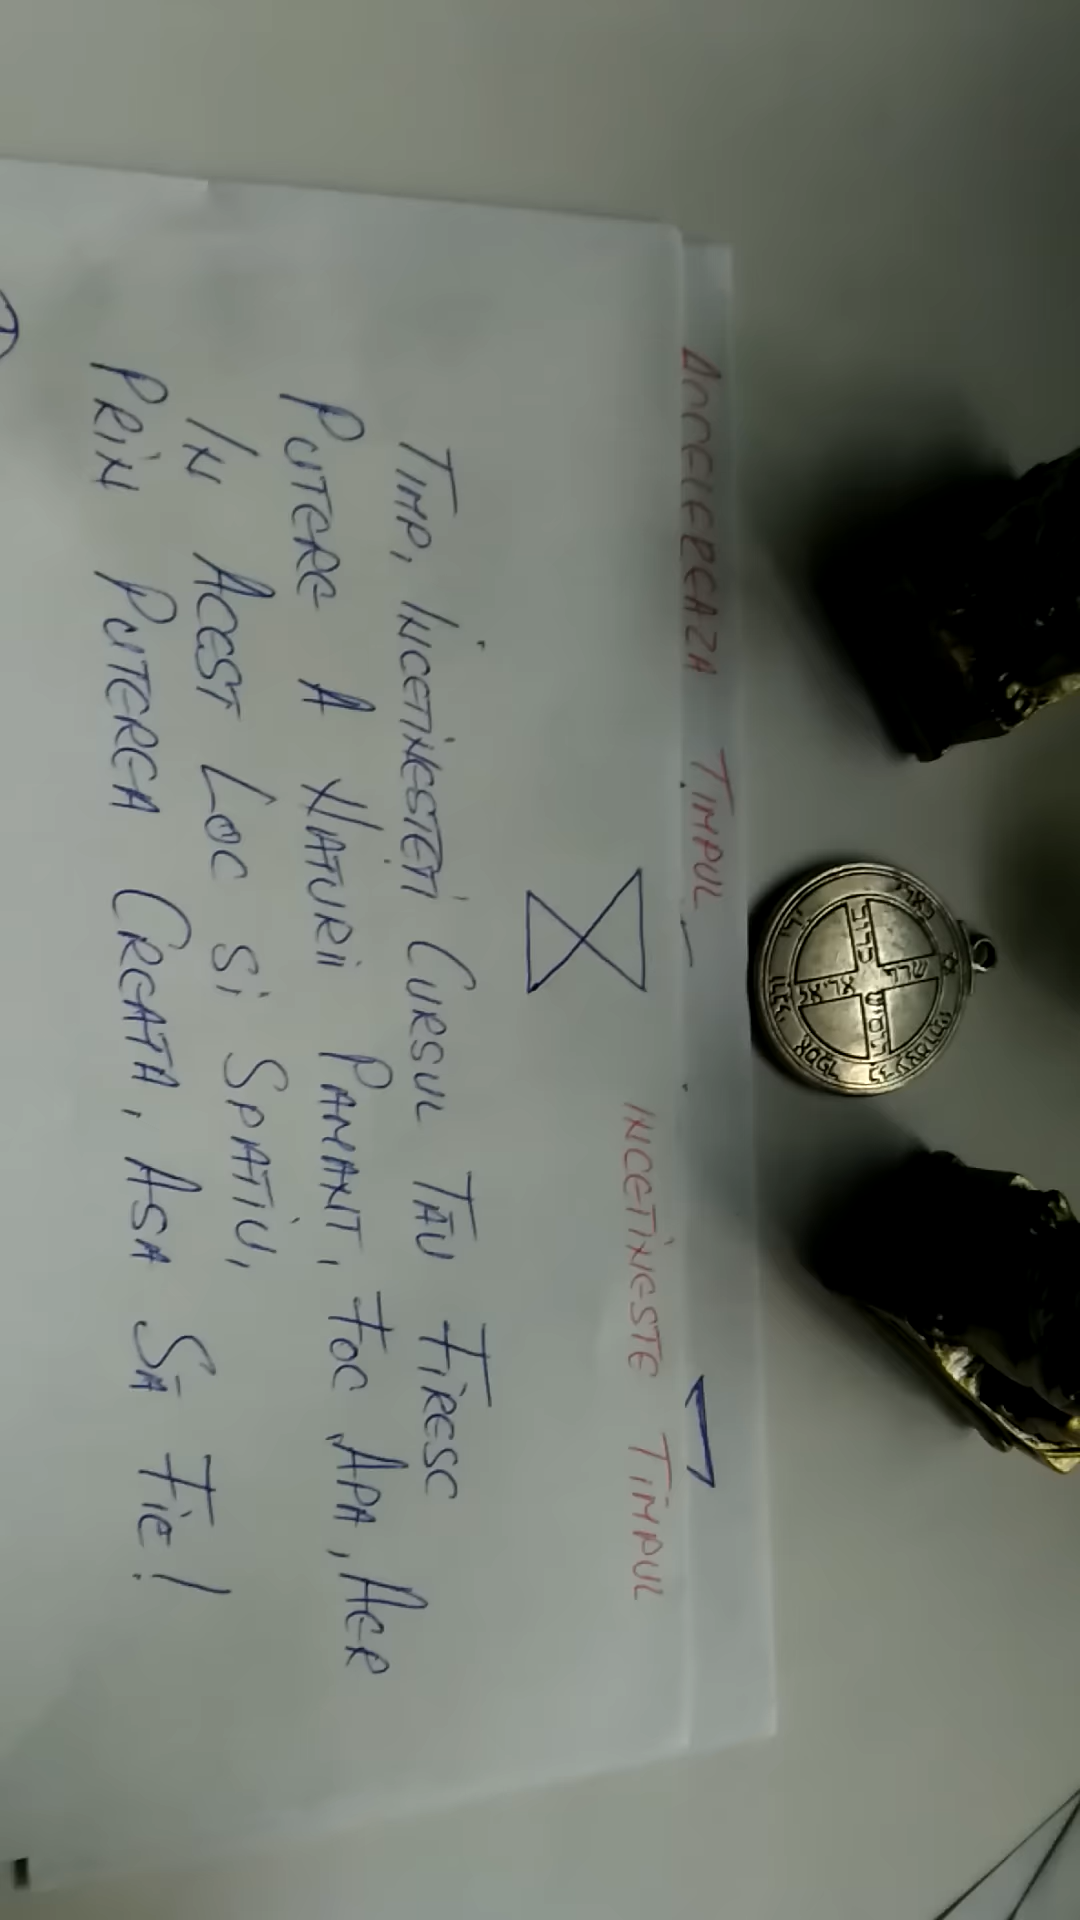 ACCELEREAZA TIMPUL
INCETINESTE TIMPUL
TIMP, INCETINESTETI CURSUL TAU FIRESC
PUTERE A NATURII PAMANT, FOC APA, AER
IN ACEST LOC SI SPATIU,
PRIN PUTEREA CREATA, ASA SA FIE!